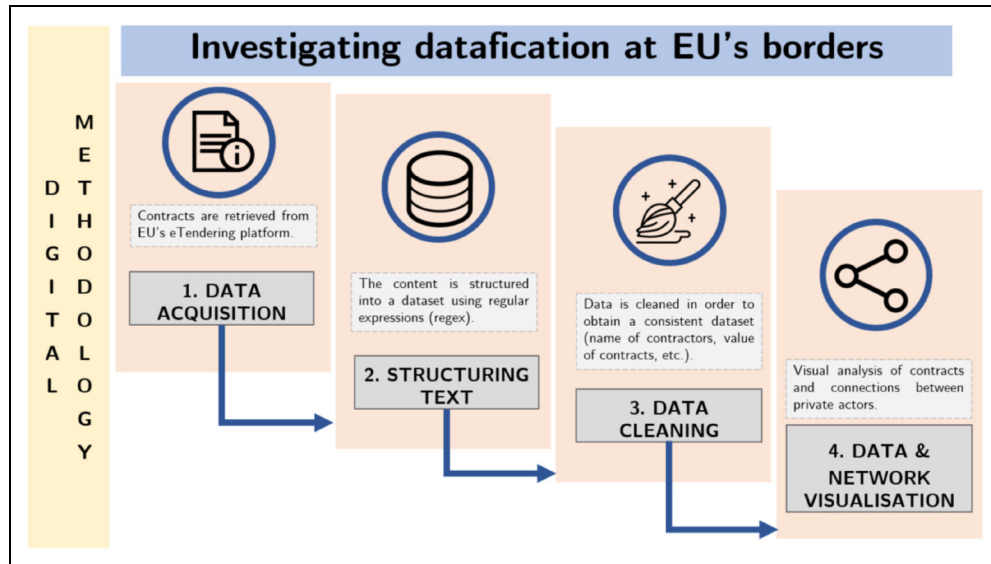 Investigating datafication at EU's borders
DIGITAL
METHODOLOGY
Contracts are retrieved from
EU's eTendering platform.
1. DATA
ACQUISITION
The content is structured
into a dataset using regular
expressions (regex).
2. STRUCTURING
TEXT
Data is cleaned in order to
obtain a consistent dataset
(name of contractors, value
of contracts, etc.).
3. DATA
CLEANING
Visual analysis of contracts
and connections between
private actors.
4. DATA &
NETWORK
VISUALISATION